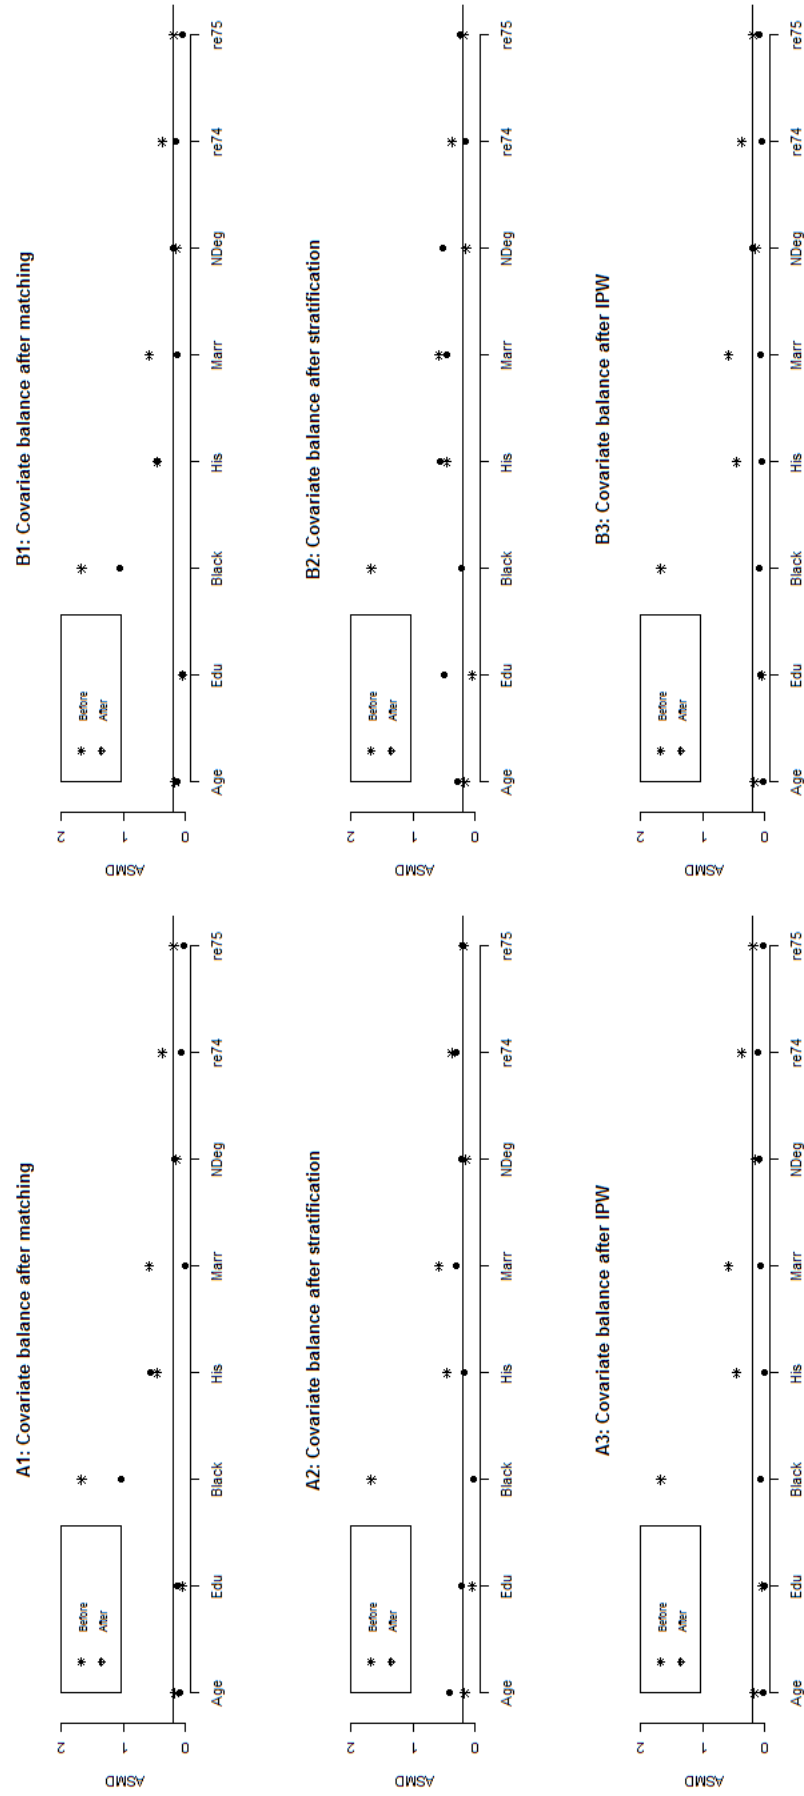 A1: Covariate balance after matching
ASMD
0 1 2
Before
After
Age Edu Black His Marr NDeg re74 re75
B1: Covariate balance after matching
ASMD
0 1 2
Before
After
Age Edu Black His Marr NDeg re74 re75
A2: Covariate balance after stratification
ASMD
0 1 2
Before
After
Age Edu Black His Marr NDeg re74 re75
B2: Covariate balance after stratification
ASMD
0 1 2
Before
After
Age Edu Black His Marr NDeg re74 re75
A3: Covariate balance after IPW
ASMD
0 1 2
Before
After
Age Edu Black His Marr NDeg re74 re75
B3: Covariate balance after IPW
ASMD
0 1 2
Before
After
Age Edu Black His Marr NDeg re74 re75